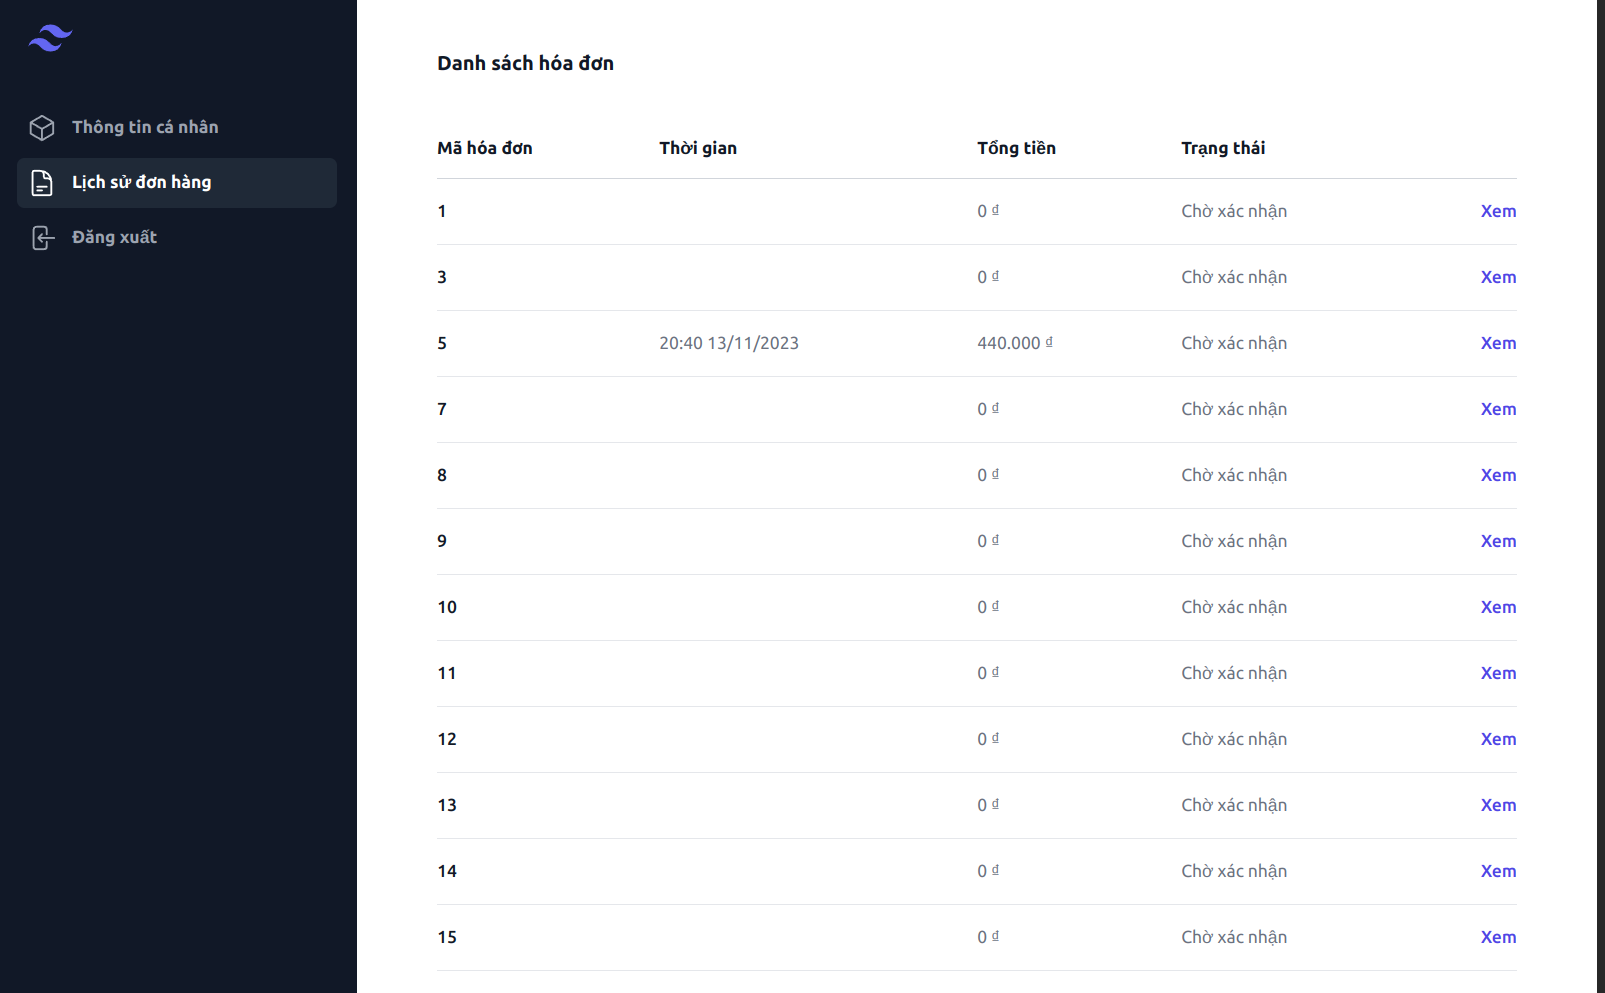 Thông tin cá nhân
Lịch sử đơn hàng
Đăng xuất
Danh sách hóa đơn
Mã hóa đơn Thời gian Tổng tiền Trạng thái
1 0 ₫ Chờ xác nhận Xem
3 0 ₫ Chờ xác nhận Xem
5 20:40 13/11/2023 440.000 ₫ Chờ xác nhận Xem
7 0 ₫ Chờ xác nhận Xem
8 0 ₫ Chờ xác nhận Xem
9 0 ₫ Chờ xác nhận Xem
10 0 ₫ Chờ xác nhận Xem
11 0 ₫ Chờ xác nhận Xem
12 0 ₫ Chờ xác nhận Xem
13 0 ₫ Chờ xác nhận Xem
14 0 ₫ Chờ xác nhận Xem
15 0 ₫ Chờ xác nhận Xem